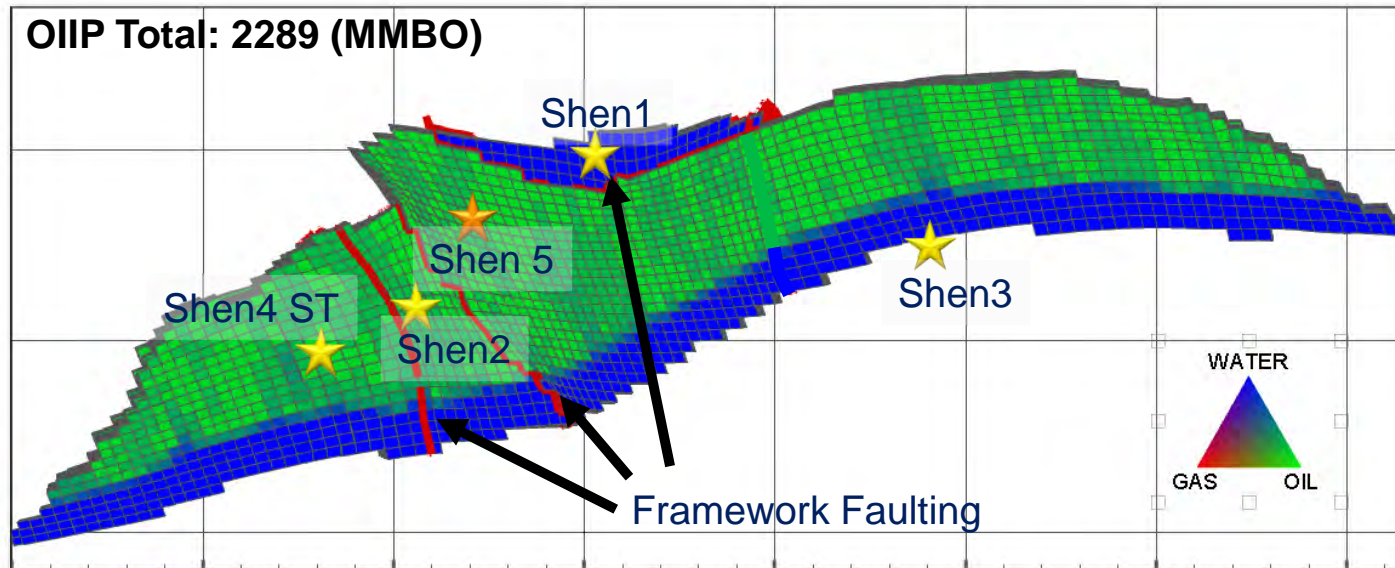 OIIP Total: 2289 (MMBO)
Shen1
Shen 5
Shen4 ST
Shen2
Shen3
WATER
GAS OIL
Framework Faulting